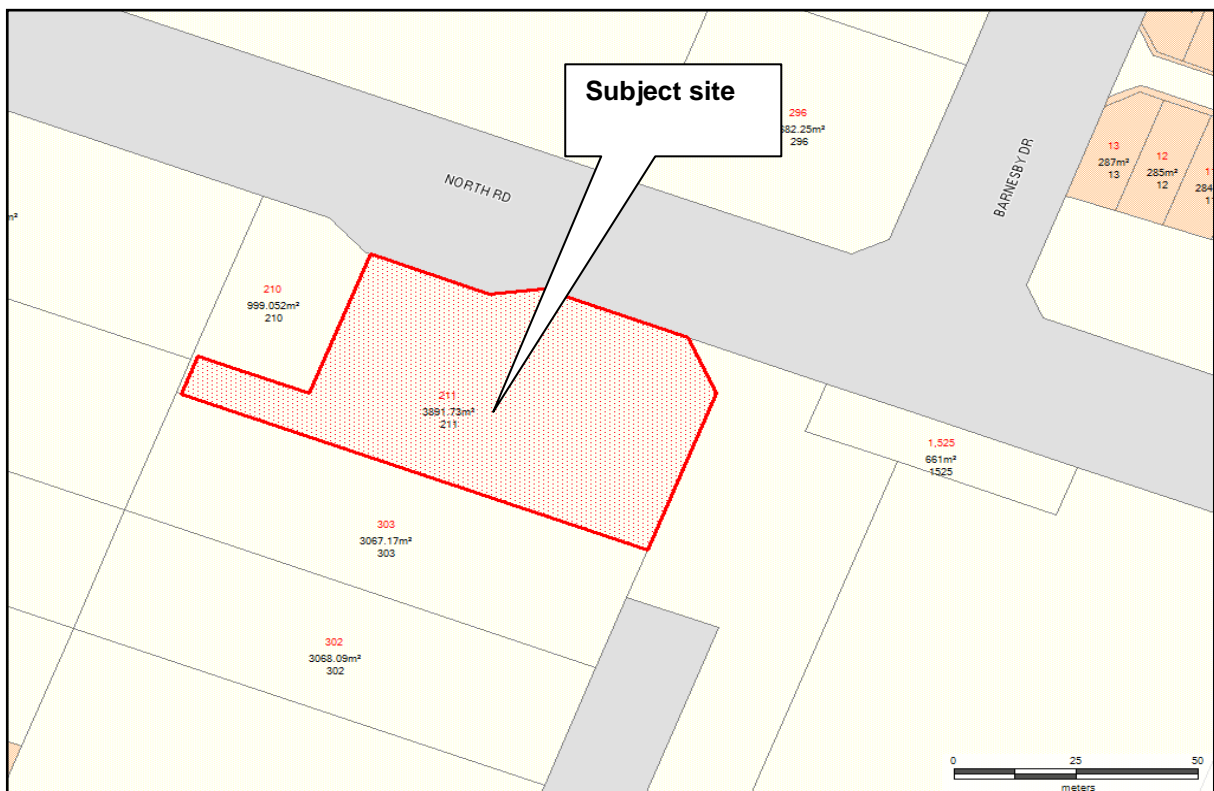 Subject site
296
296
NORTH RD
BARNESBY DR
13
287m²
13
12
285m²
12
210
999.052m²
210
211
3891.73m²
211
1,525
661m²
1525
303
3067.17m²
303
302
3068.09m²
302
0 25 50
meters